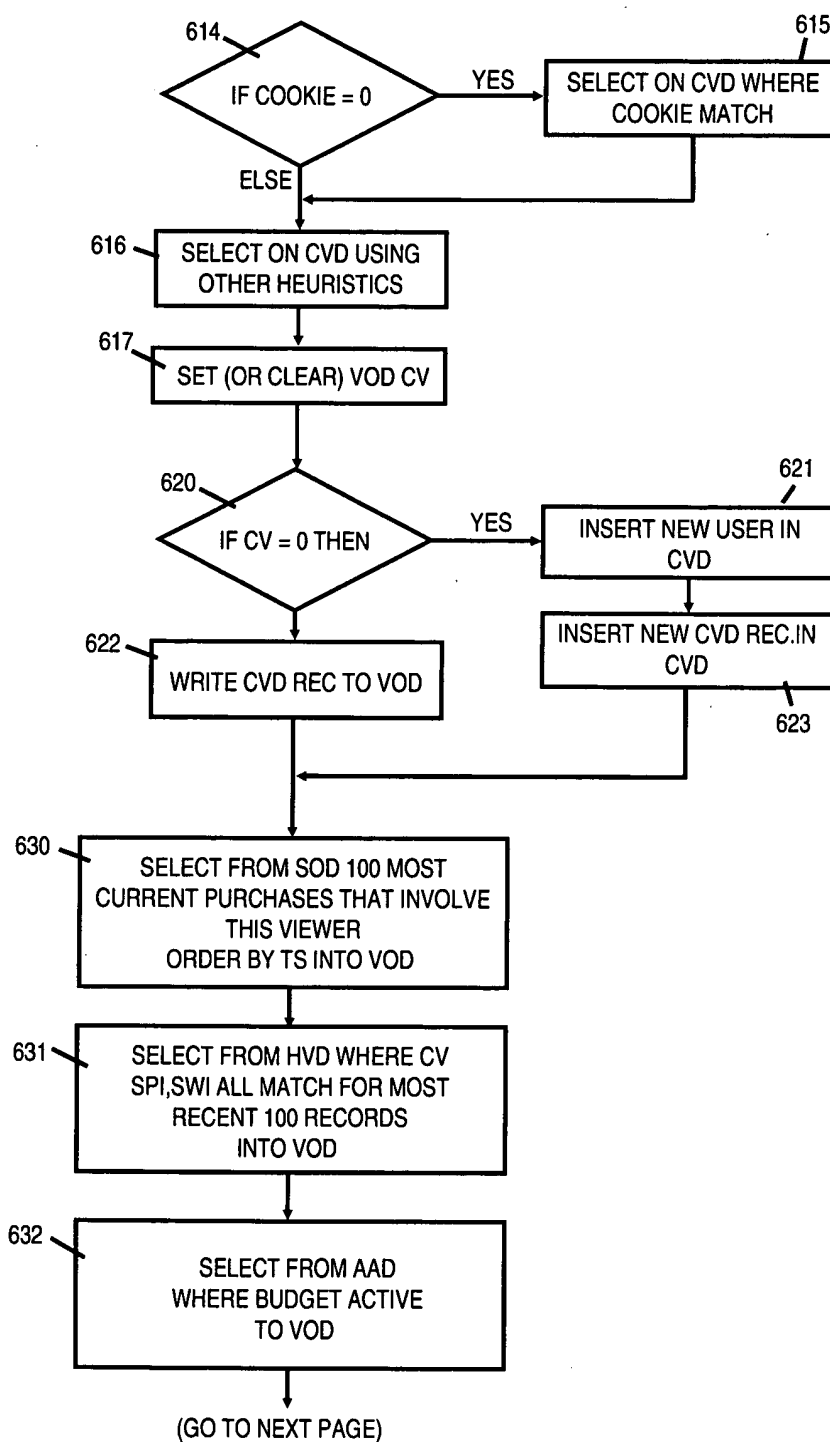 614
IF COOKIE = 0
YES
615
SELECT ON CVD WHERE
COOKIE MATCH
ELSE
616
SELECT ON CVD USING
OTHER HEURISTICS
617
SET (OR CLEAR) VOD CV
620
IF CV = 0 THEN
YES
621
INSERT NEW USER IN
CVD
622
WRITE CVD REC TO VOD
INSERT NEW CVD REC.IN
CVD
623
630
SELECT FROM SOD 100 MOST
CURRENT PURCHASES THAT INVOLVE
THIS VIEWER
ORDER BY TS INTO VOD
631
SELECT FROM HVD WHERE CV
SPI,SWI ALL MATCH FOR MOST
RECENT 100 RECORDS
INTO VOD
632
SELECT FROM AAD
WHERE BUDGET ACTIVE
TO VOD
(GO TO NEXT PAGE)